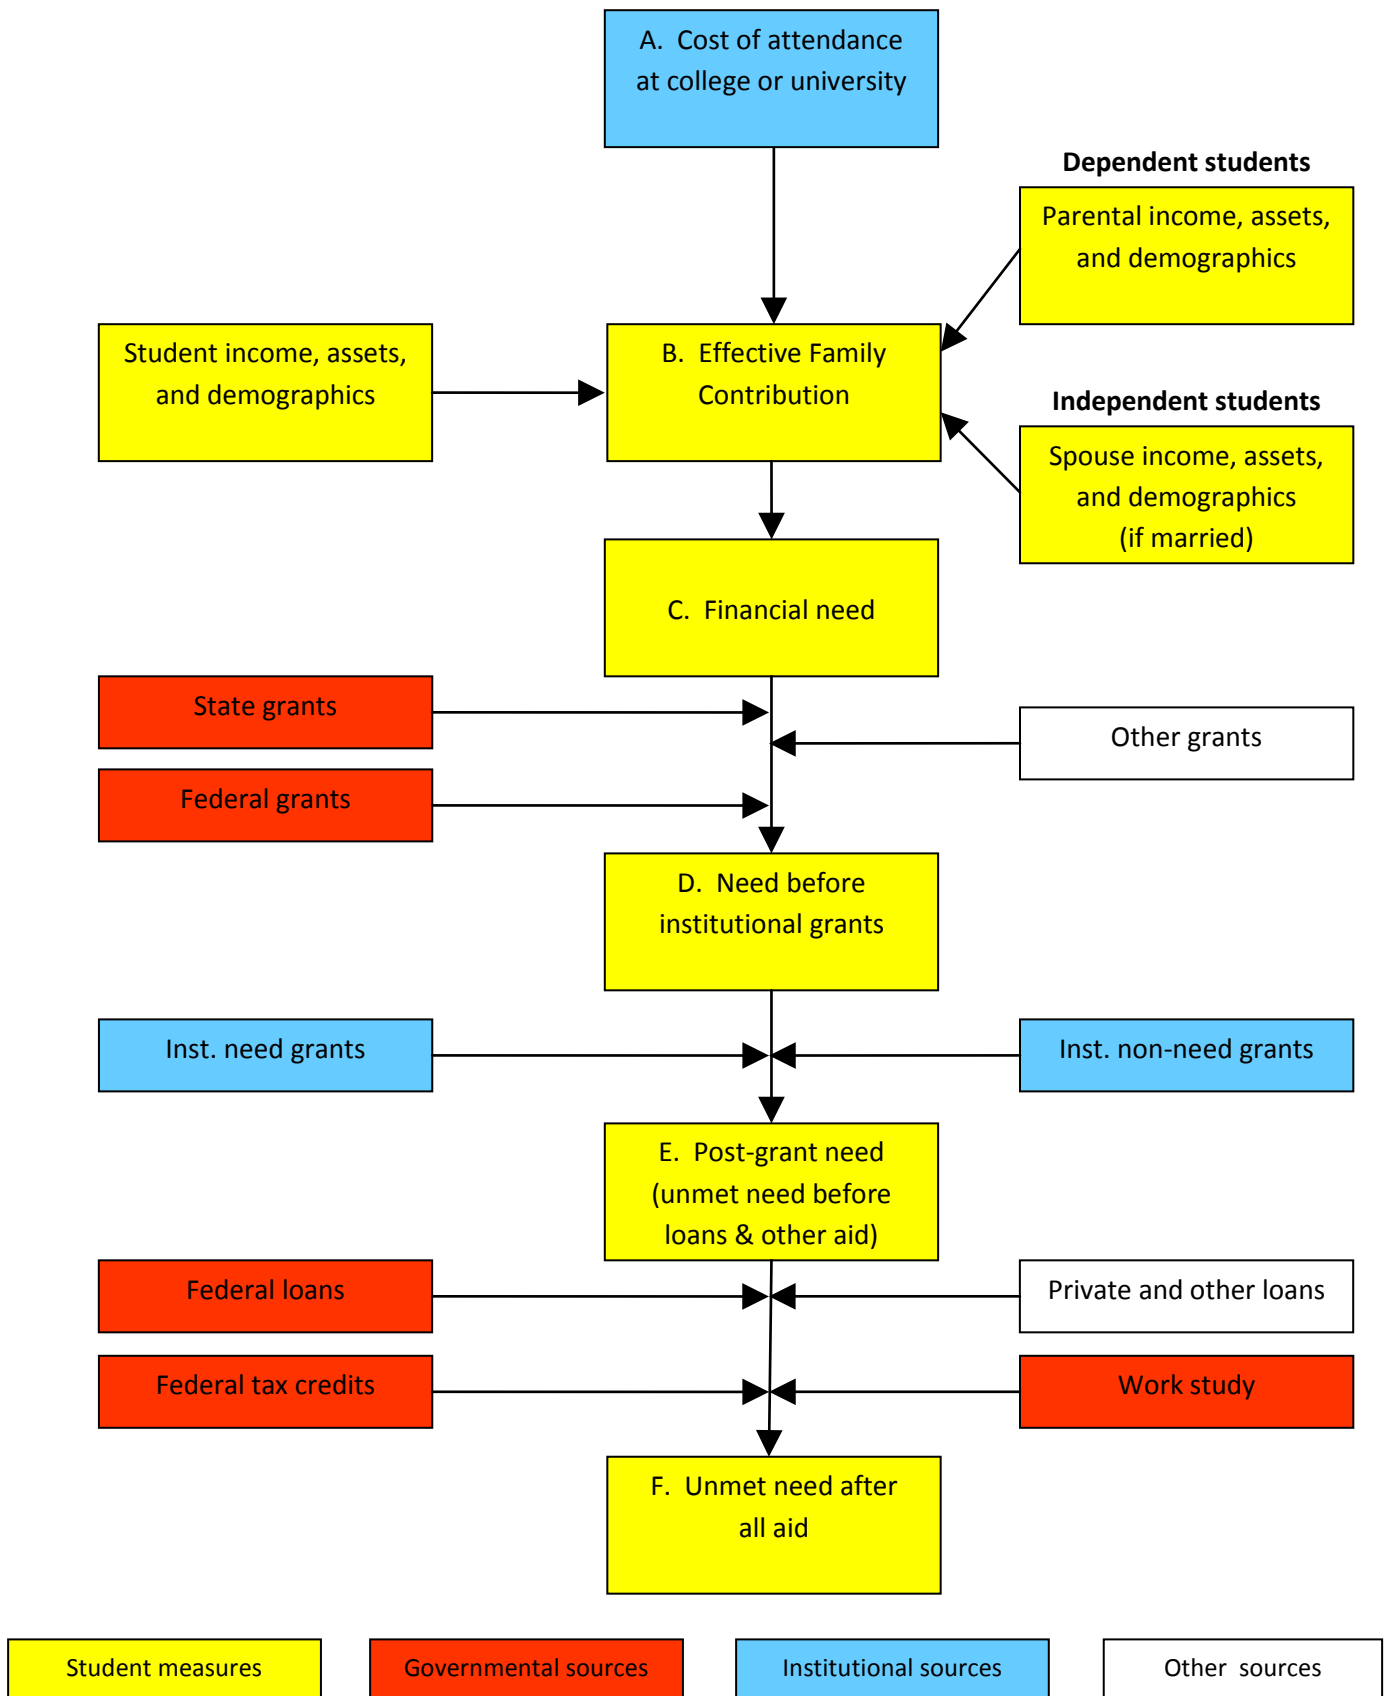 A.  Cost of attendance
at college or university
Dependent students
Parental income, assets,
and demographics
Student income, assets,
and demographics
B.  Effective Family
Contribution
Independent students
Spouse income, assets,
and demographics
(if married)
C.  Financial need
State grants
Other grants
Federal grants
D.  Need before
institutional grants
Inst. need grants
Inst. non-need grants
E.  Post-grant need
(unmet need before
loans & other aid)
Federal loans
Private and other loans
Federal tax credits
Work study
F.  Unmet need after
all aid
Student measures
Governmental sources
Institutional sources
Other  sources